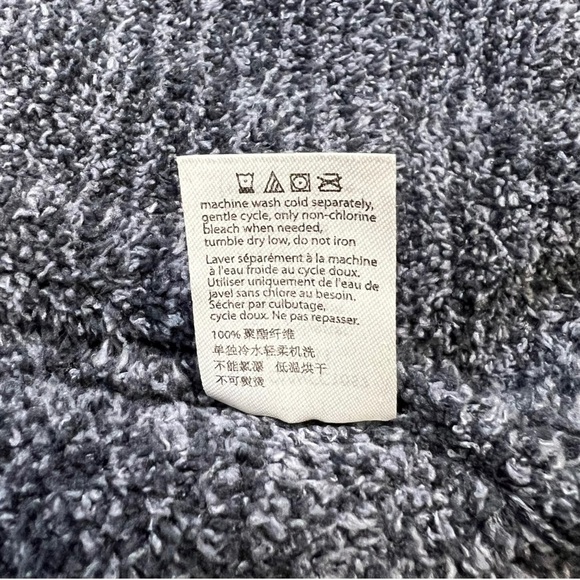 machine wash cold separately,
gentle cycle, only non-chlorine
bleach when needed,
tumble dry low, do not iron
Laver séparément à la machine
à l'eau froide au cycle doux.
Utiliser uniquement de l'eau de
javel sans chlore au besoin.
Sécher par culbutage,
cycle doux. Ne pas repasser.
100% 聚酯纤维
单独冷水轻柔机洗
不能氯漂 低温烘干
不可熨烫